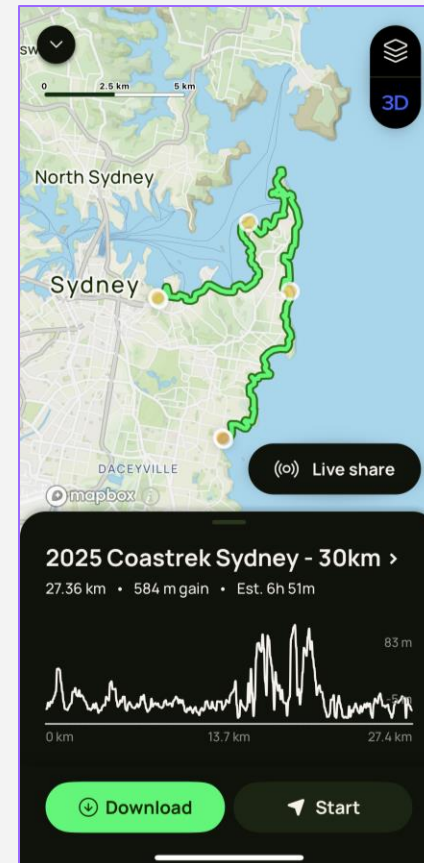 0 2.5 km 5 km
3D
North Sydney
Sydney
DACEYVILLE
mapbox
Live share
2025 Coastrek Sydney - 30km
27.36 km • 584 m gain • Est. 6h 51m
83 m
0 km 13.7 km 27.4 km
Download
Start